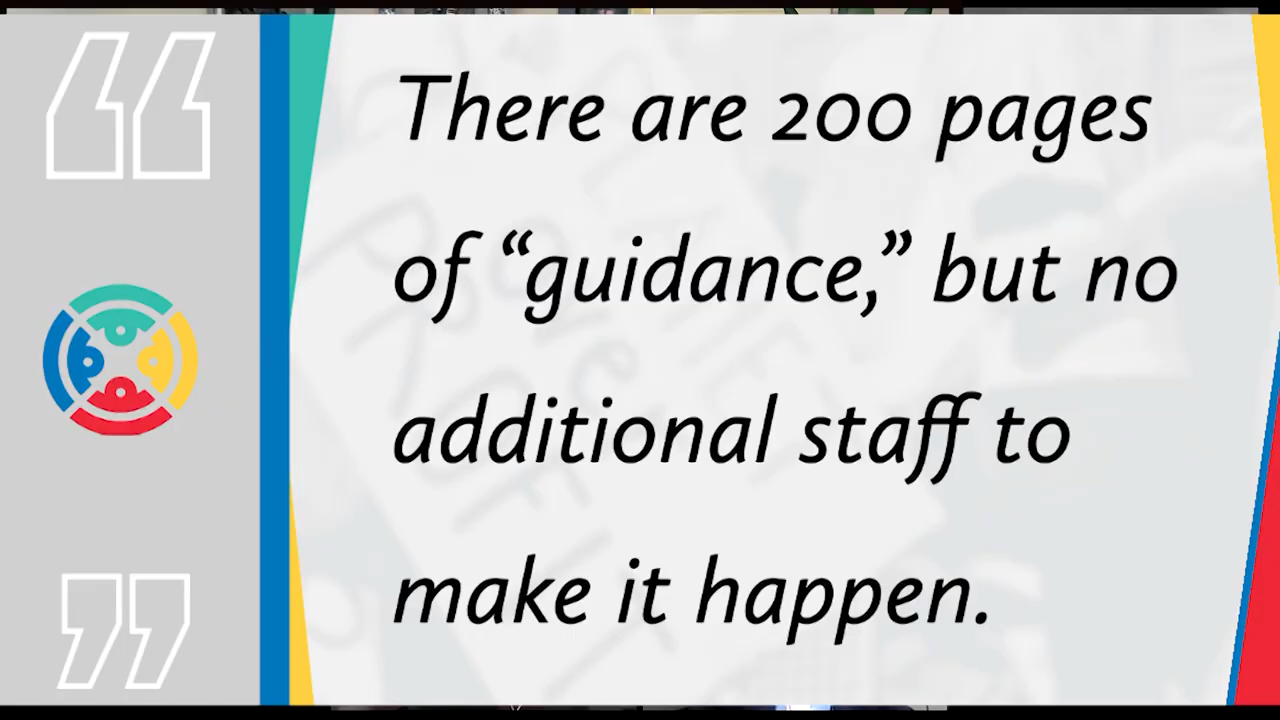 There are 200 pages
of “guidance,” but no
additional staff to
make it happen.